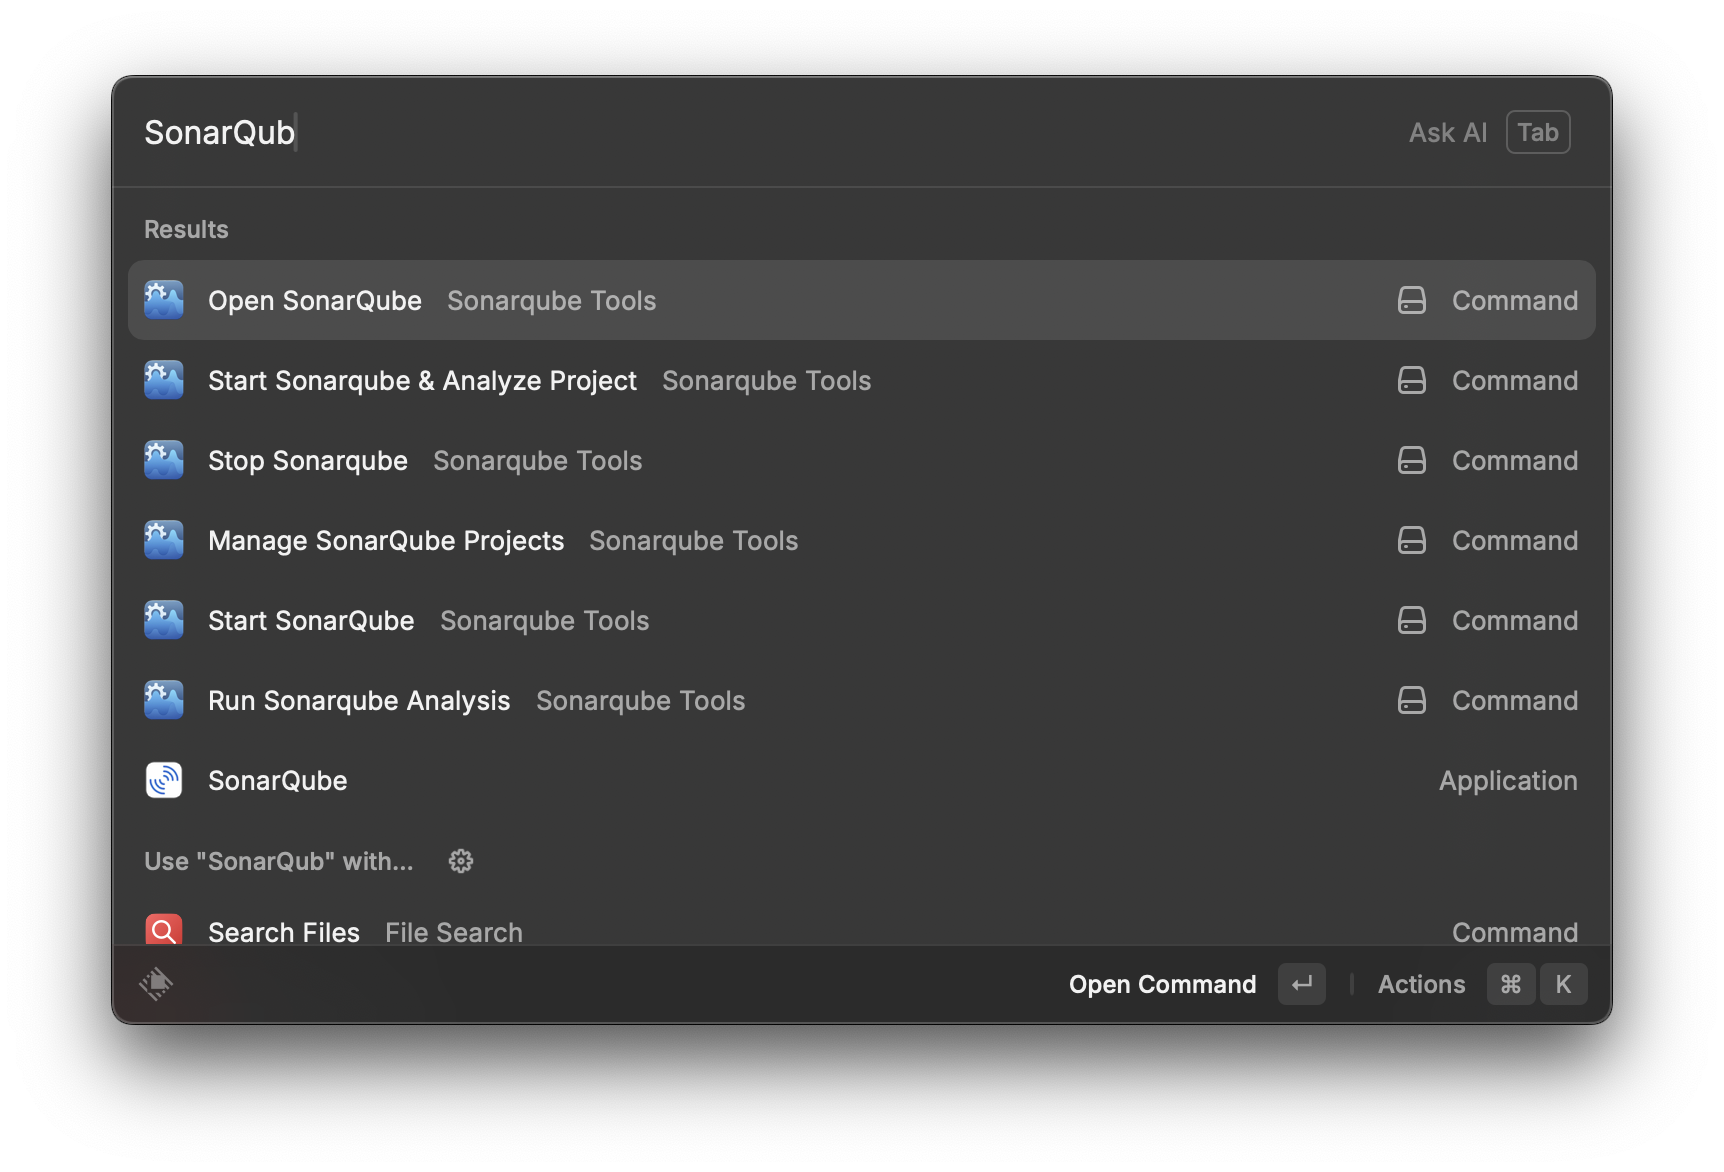 SonarQub Ask AI Tab
Results
Open SonarQube Sonarqube Tools Command
Start Sonarqube & Analyze Project Sonarqube Tools Command
Stop Sonarqube Sonarqube Tools Command
Manage SonarQube Projects Sonarqube Tools Command
Start SonarQube Sonarqube Tools Command
Run Sonarqube Analysis Sonarqube Tools Command
SonarQube Application
Use "SonarQub" with...
Search Files File Search Command
Open Command ↵ Actions ⌘ K